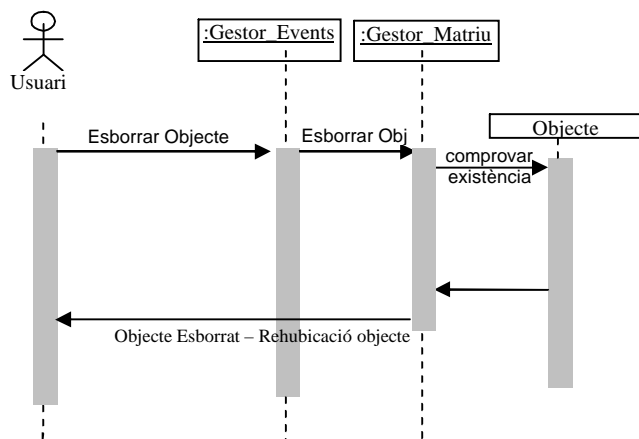 :Gestor_Events
:Gestor_Matriu
Usuari
Objecte
Esborrar Objecte
Esborrar Obj
comprovar
existència
Objecte Esborrat – Rehubicació objecte